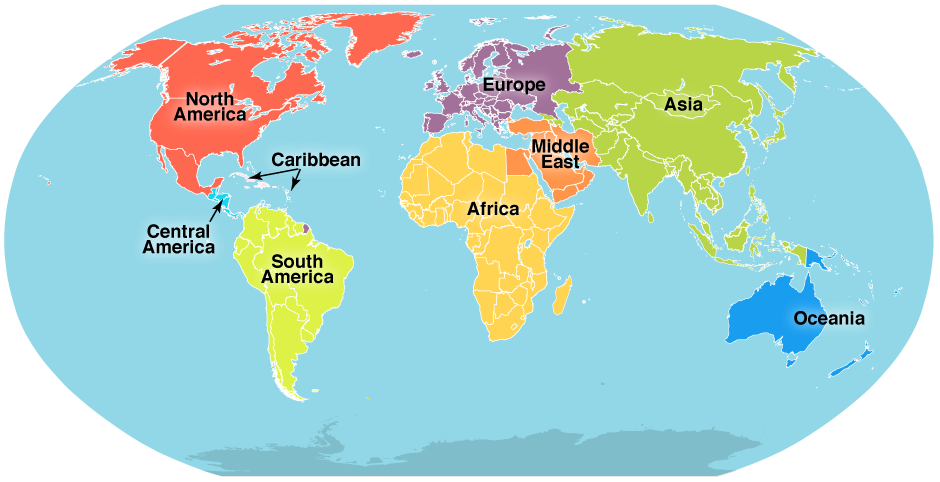 North
America
Caribbean
Central
America
South
America
Europe
Middle
East
Africa
Asia
Oceania